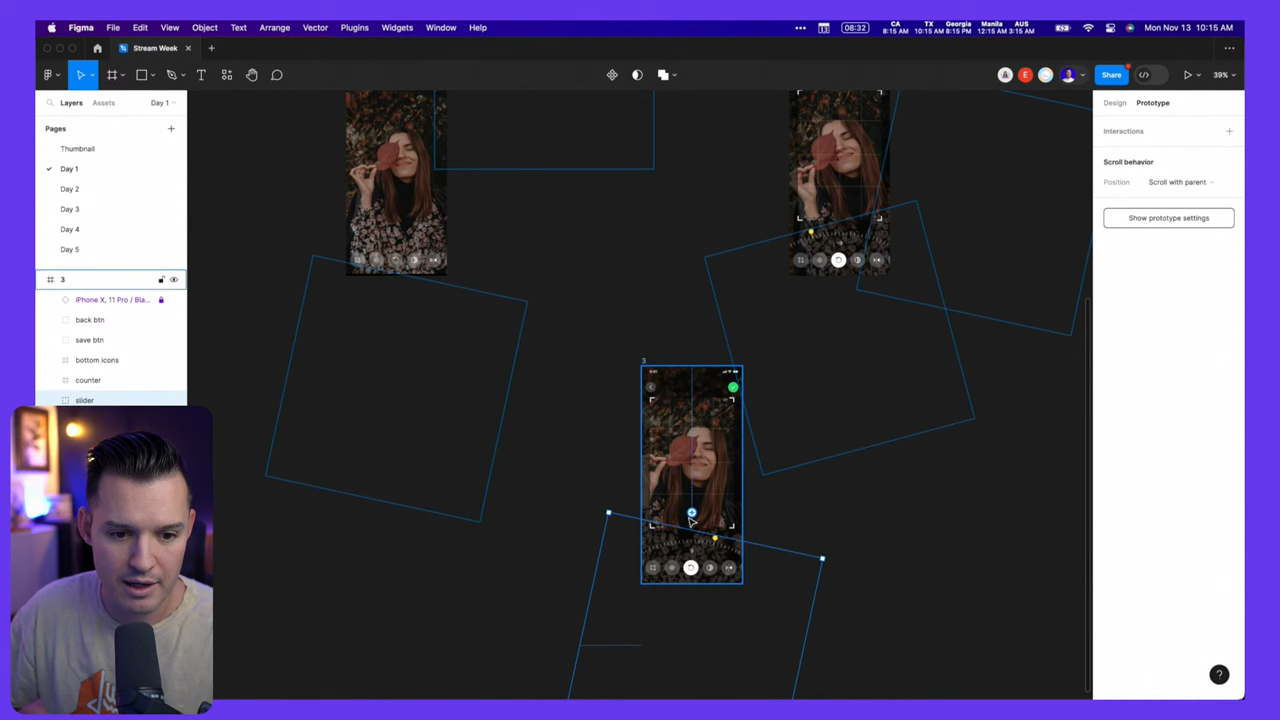 Figma File Edit View Object Text Arrange Vector Plugins Widgets Window Help
08:32
CA TX Georgia Manila AUS
8:15 AM 10:15 AM 8:15 PM 12:15 AM 3:15 AM
Mon Nov 13 10:15 AM
Stream Week
E Share 39%
Layers Assets Day 1
Pages
Thumbnail
Day 1
Day 2
Day 3
Day 4
Day 5
3
iPhone X, 11 Pro / Bla...
back btn
save btn
bottom icons
counter
slider
3
Design Prototype
Interactions
Scroll behavior
Position Scroll with parent
Show prototype settings
?